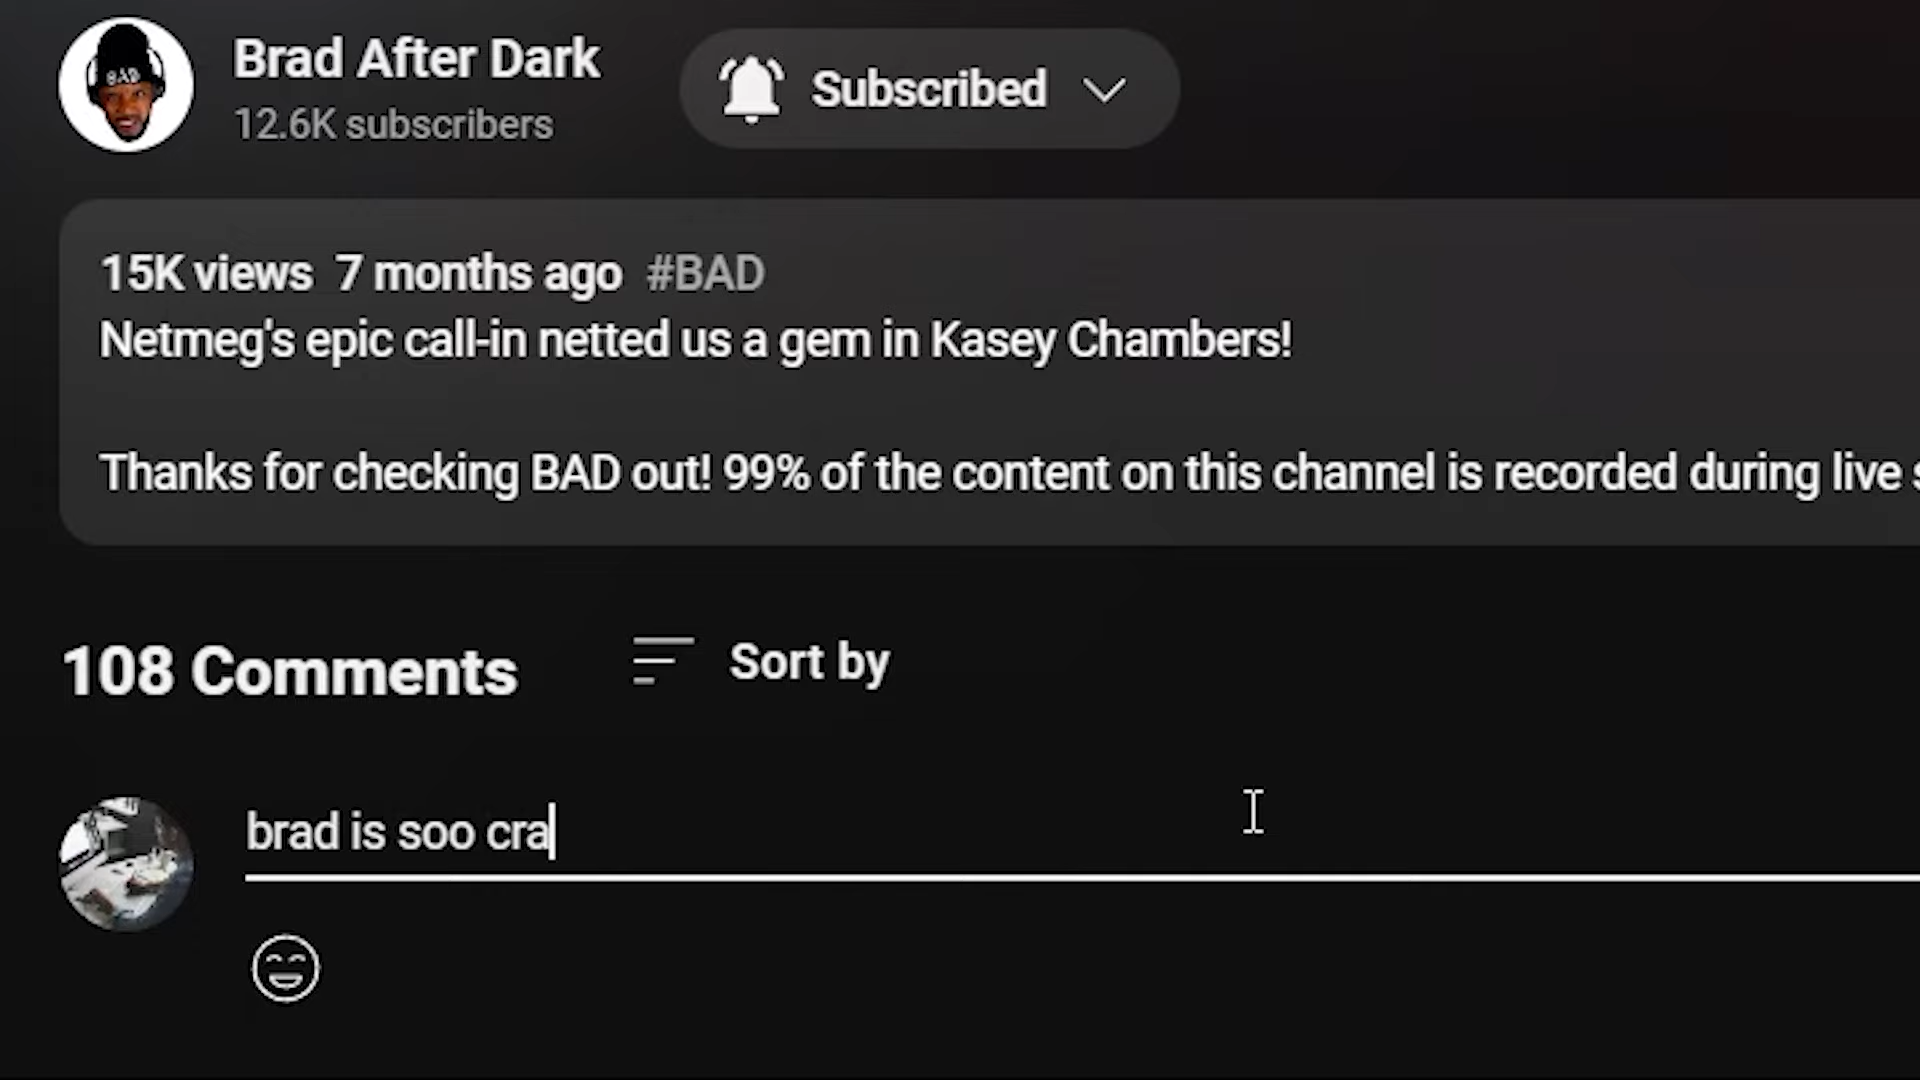 BAD
Brad After Dark
12.6K subscribers
Subscribed
15K views 7 months ago #BAD
Netmeg's epic call-in netted us a gem in Kasey Chambers!
Thanks for checking BAD out! 99% of the content on this channel is recorded during live s
108 Comments
Sort by
brad is soo cra